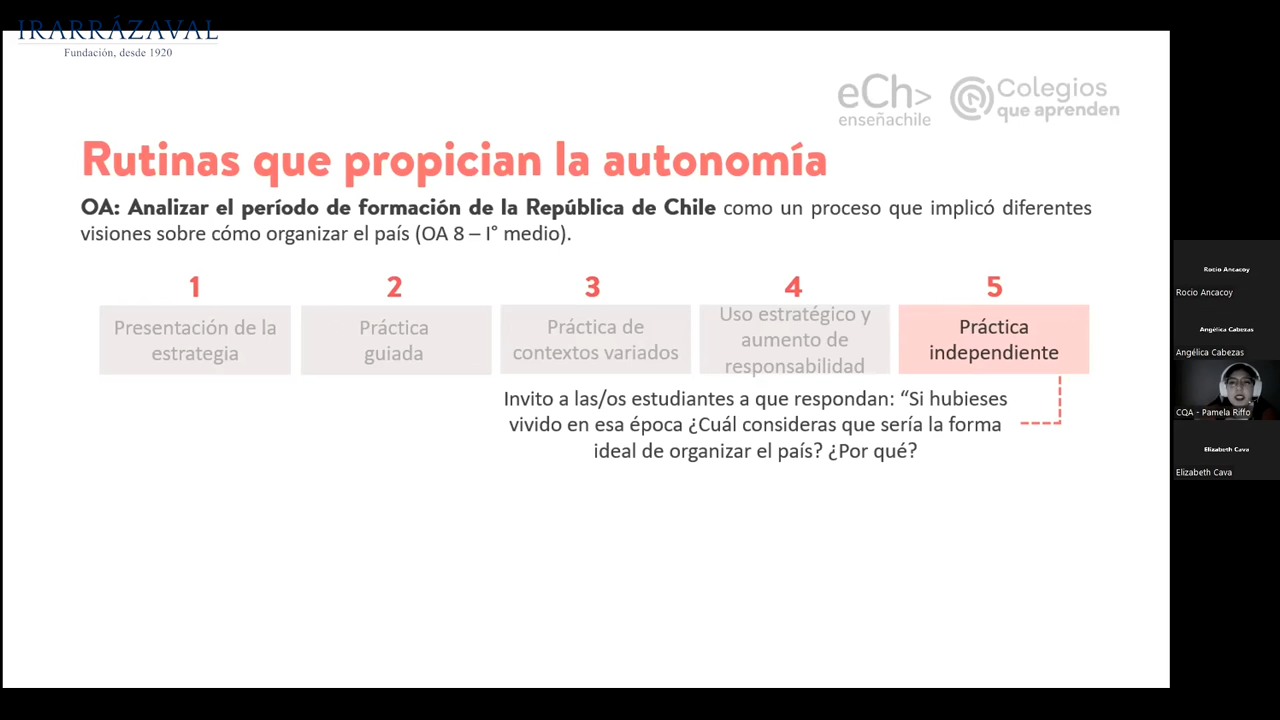 IRARRÁZAVAL
Fundación, desde 1920
eCh>
enseñachile
Colegios
que aprenden
Rutinas que propician la autonomía
OA: Analizar el período de formación de la República de Chile como un proceso que implicó diferentes
visiones sobre cómo organizar el país (OA 8 – I° medio).
1
2
3
4
5
Presentación de la
estrategia
Práctica
guiada
Práctica de
contextos variados
Uso estratégico y
aumento de
responsabilidad
Práctica
independiente
Invito a las/os estudiantes a que respondan: “Si hubieses
vivido en esa época ¿Cuál consideras que sería la forma
ideal de organizar el país? ¿Por qué?
Rocio Ancacoy
Rocio Ancacoy
Angélica Cabezas
Angélica Cabezas
CQA - Pamela Riffo
Elizabeth Cava
Elizabeth Cava